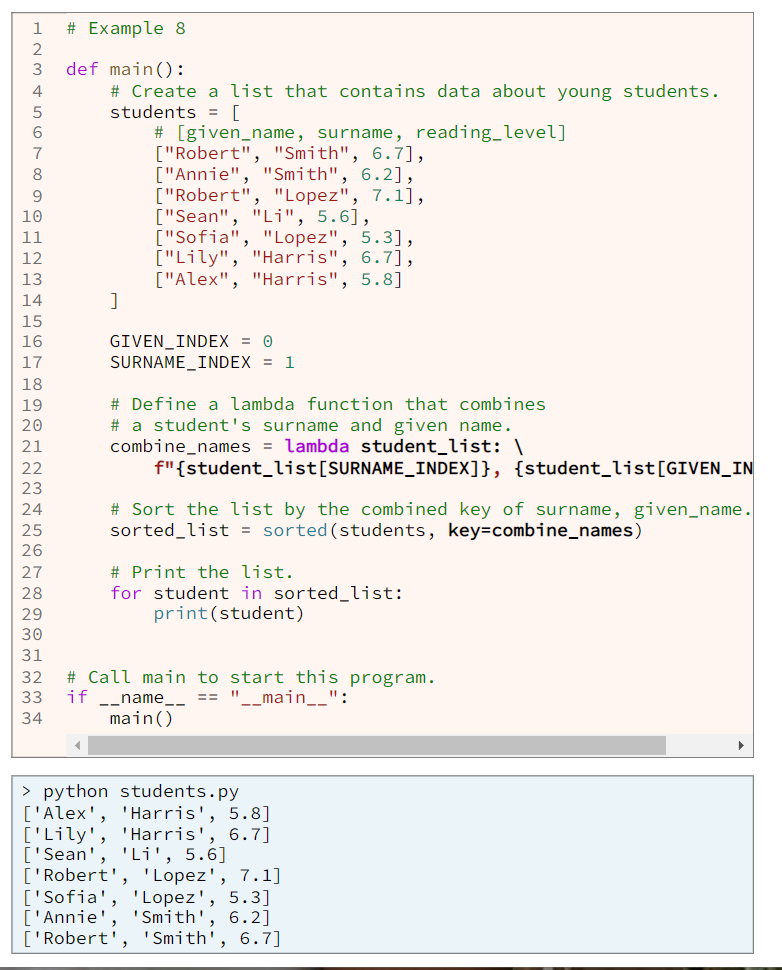 1 # Example 8
2
3 def main():
4     # Create a list that contains data about young students.
5     students = [
6         # [given_name, surname, reading_level]
7         ["Robert", "Smith", 6.7],
8         ["Annie", "Smith", 6.2],
9         ["Robert", "Lopez", 7.1],
10         ["Sean", "Li", 5.6],
11         ["Sofia", "Lopez", 5.3],
12         ["Lily", "Harris", 6.7],
13         ["Alex", "Harris", 5.8]
14     ]
15
16     GIVEN_INDEX = 0
17     SURNAME_INDEX = 1
18
19     # Define a lambda function that combines
20     # a student's surname and given name.
21     combine_names = lambda student_list: \
22         f"{student_list[SURNAME_INDEX]}, {student_list[GIVEN_IN
23
24     # Sort the list by the combined key of surname, given_name.
25     sorted_list = sorted(students, key=combine_names)
26
27     # Print the list.
28     for student in sorted_list:
29         print(student)
30
31
32 # Call main to start this program.
33 if __name__ == "__main__":
34     main()
> python students.py
['Alex', 'Harris', 5.8]
['Lily', 'Harris', 6.7]
['Sean', 'Li', 5.6]
['Robert', 'Lopez', 7.1]
['Sofia', 'Lopez', 5.3]
['Annie', 'Smith', 6.2]
['Robert', 'Smith', 6.7]